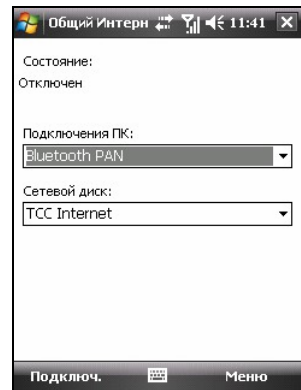 Общий Интерн 11:41
Состояние:
Отключен
Подключения ПК:
Bluetooth PAN
Сетевой диск:
TCC Internet
Подключ. Меню